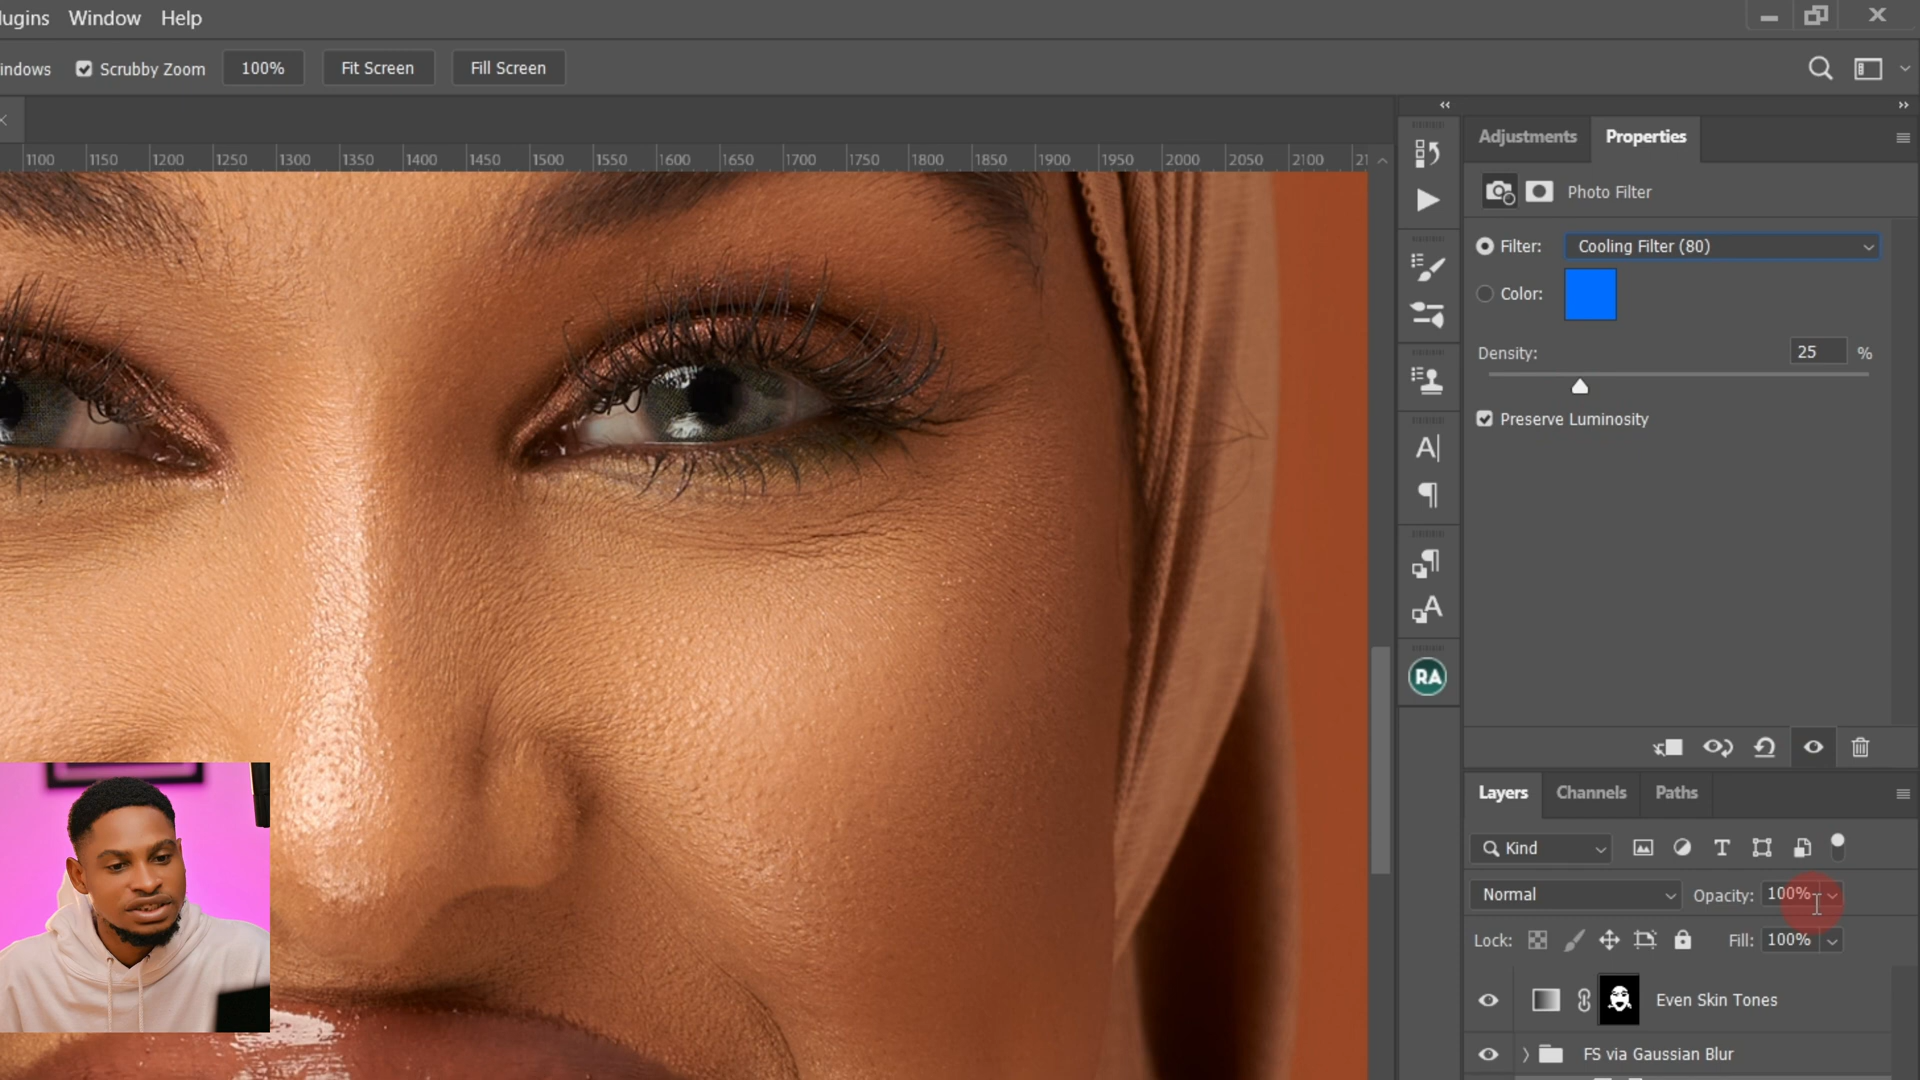 lugins Window Help
indows Scrubby Zoom 100% Fit Screen Fill Screen
1100 1150 1200 1250 1300 1350 1400 1450 1500 1550 1600 1650 1700 1750 1800 1850 1900 1950 2000 2050 2100 21
Adjustments Properties
Photo Filter
Filter: Cooling Filter (80)
Color:
Density: 25 %
Preserve Luminosity
A|
A
RA
Layers Channels Paths
Kind
Normal Opacity: 100%
Lock: Fill: 100%
Even Skin Tones
FS via Gaussian Blur